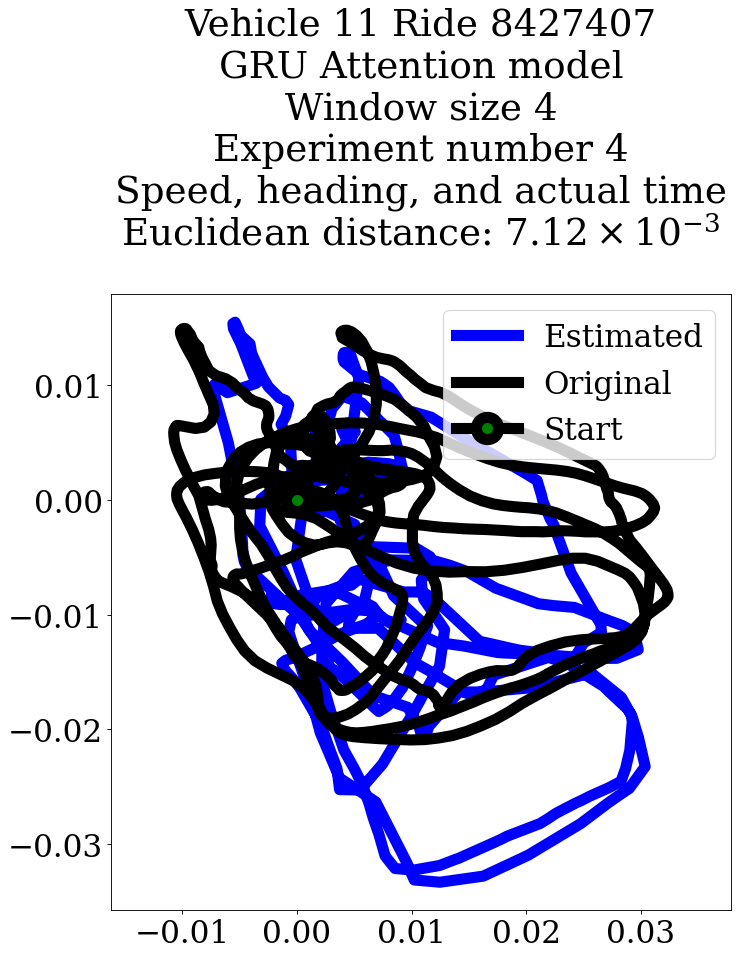 Vehicle 11 Ride 8427407
GRU Attention model
Window size 4
Experiment number 4
Speed, heading, and actual time
Euclidean distance: 7.12 × 10⁻³
Estimated
Original
Start
0.01
0.00
−0.01
−0.02
−0.03
−0.01 0.00 0.01 0.02 0.03